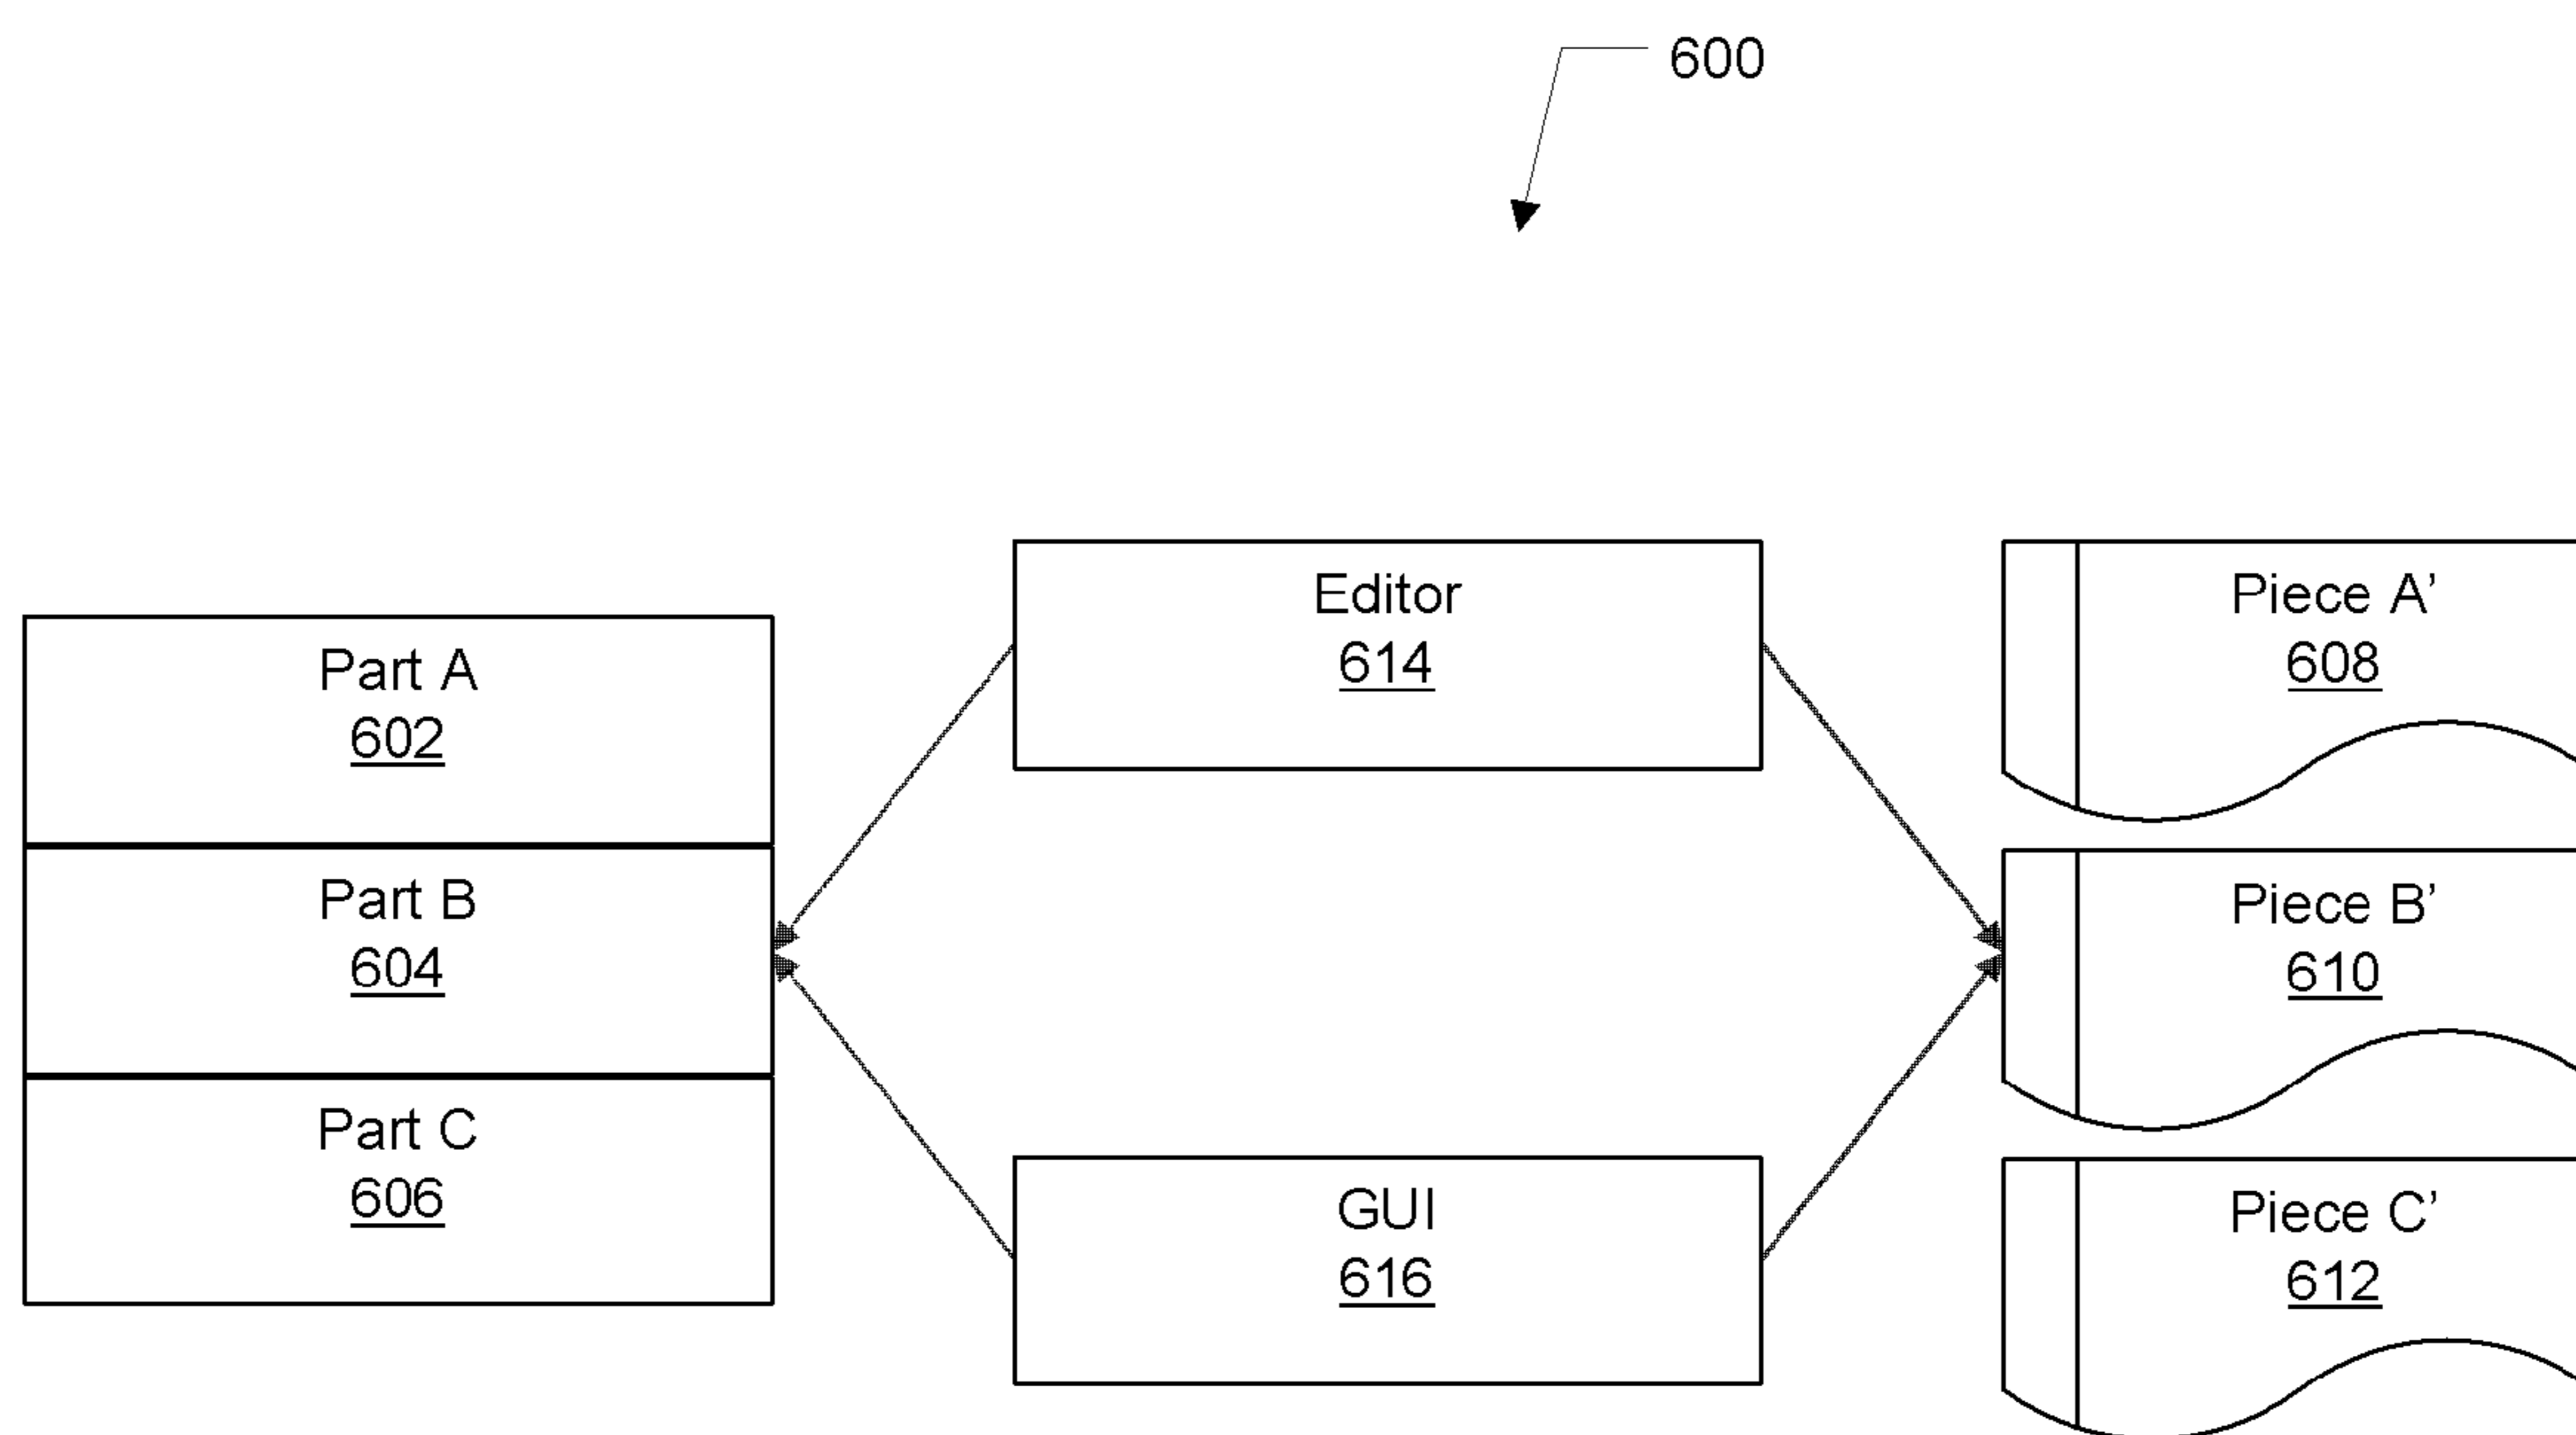 600
Part A
602
Part B
604
Part C
606
Editor
614
GUI
616
Piece A’
608
Piece B’
610
Piece C’
612